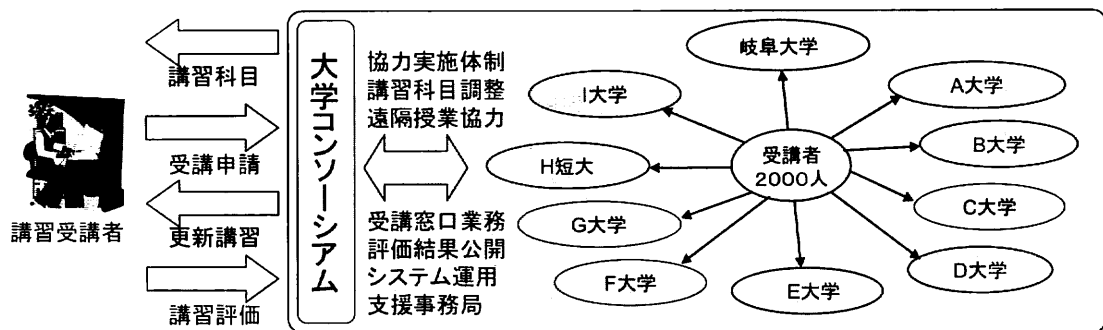 講習科目
受講申請
更新講習
講習評価
講習受講者
大学コンソーシアム
協力実施体制
講習科目調整
遠隔授業協力
受講窓口業務
評価結果公開
システム運用
支援事務局
岐阜大学
A大学
B大学
C大学
D大学
E大学
F大学
G大学
H短大
I大学
受講者
2000人